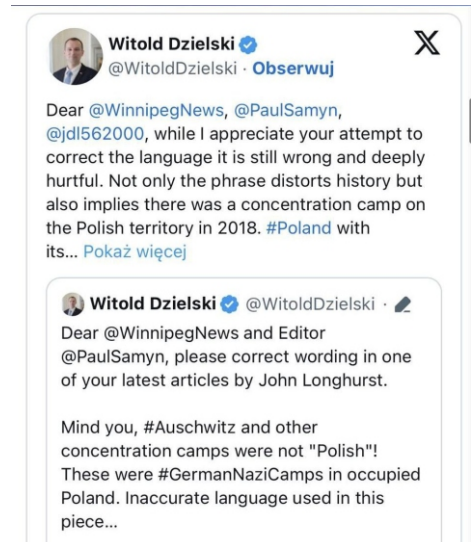 Witold Dzielski
@WitoldDzielski · Obserwuj
Dear @WinnipegNews, @PaulSamyn,
@jdl562000, while I appreciate your attempt to
correct the language it is still wrong and deeply
hurtful. Not only the phrase distorts history but
also implies there was a concentration camp on
the Polish territory in 2018. #Poland with
its... Pokaż więcej
Witold Dzielski @WitoldDzielski ·
Dear @WinnipegNews and Editor
@PaulSamyn, please correct wording in one
of your latest articles by John Longhurst.
Mind you, #Auschwitz and other
concentration camps were not "Polish"!
These were #GermanNaziCamps in occupied
Poland. Inaccurate language used in this
piece...